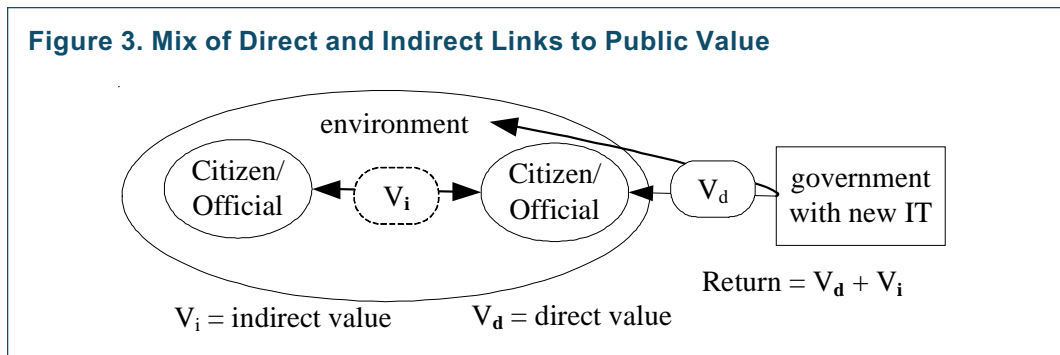 Figure 3. Mix of Direct and Indirect Links to Public Value
environment
Citizen/
Official
Vi
Citizen/
Official
Vd
government
with new IT
Return = Vd + Vi
Vi = indirect value
Vd = direct value